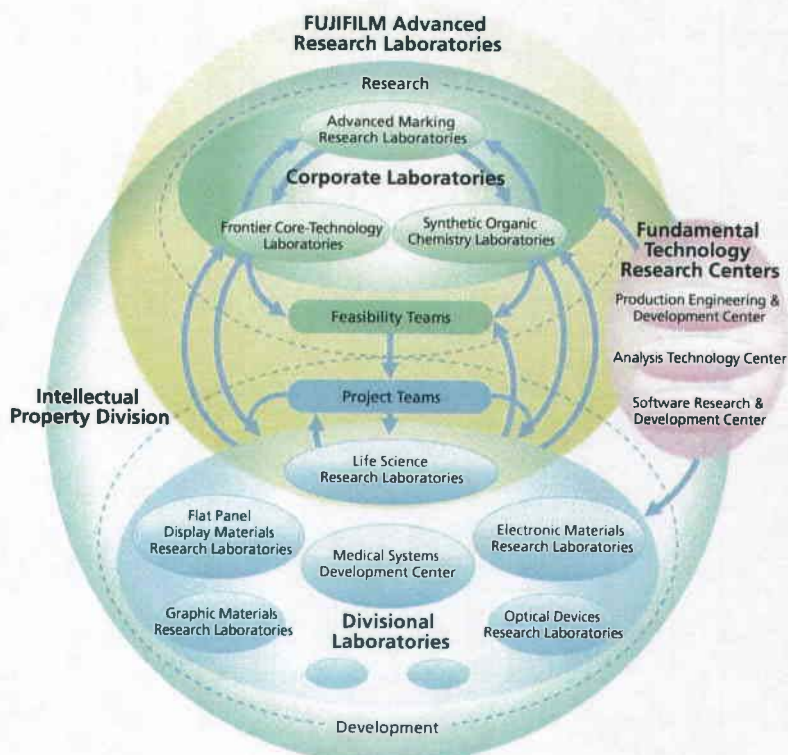 FUJIFILM Advanced
Research Laboratories
Research
Advanced Marking
Research Laboratories
Corporate Laboratories
Frontier Core-Technology
Laboratories
Synthetic Organic
Chemistry Laboratories
Fundamental
Technology
Research Centers
Production Engineering &
Development Center
Analysis Technology Center
Software Research &
Development Center
Feasibility Teams
Project Teams
Intellectual
Property Division
Life Science
Research Laboratories
Flat Panel
Display Materials
Research Laboratories
Medical Systems
Development Center
Electronic Materials
Research Laboratories
Graphic Materials
Research Laboratories
Divisional
Laboratories
Optical Devices
Research Laboratories
Development